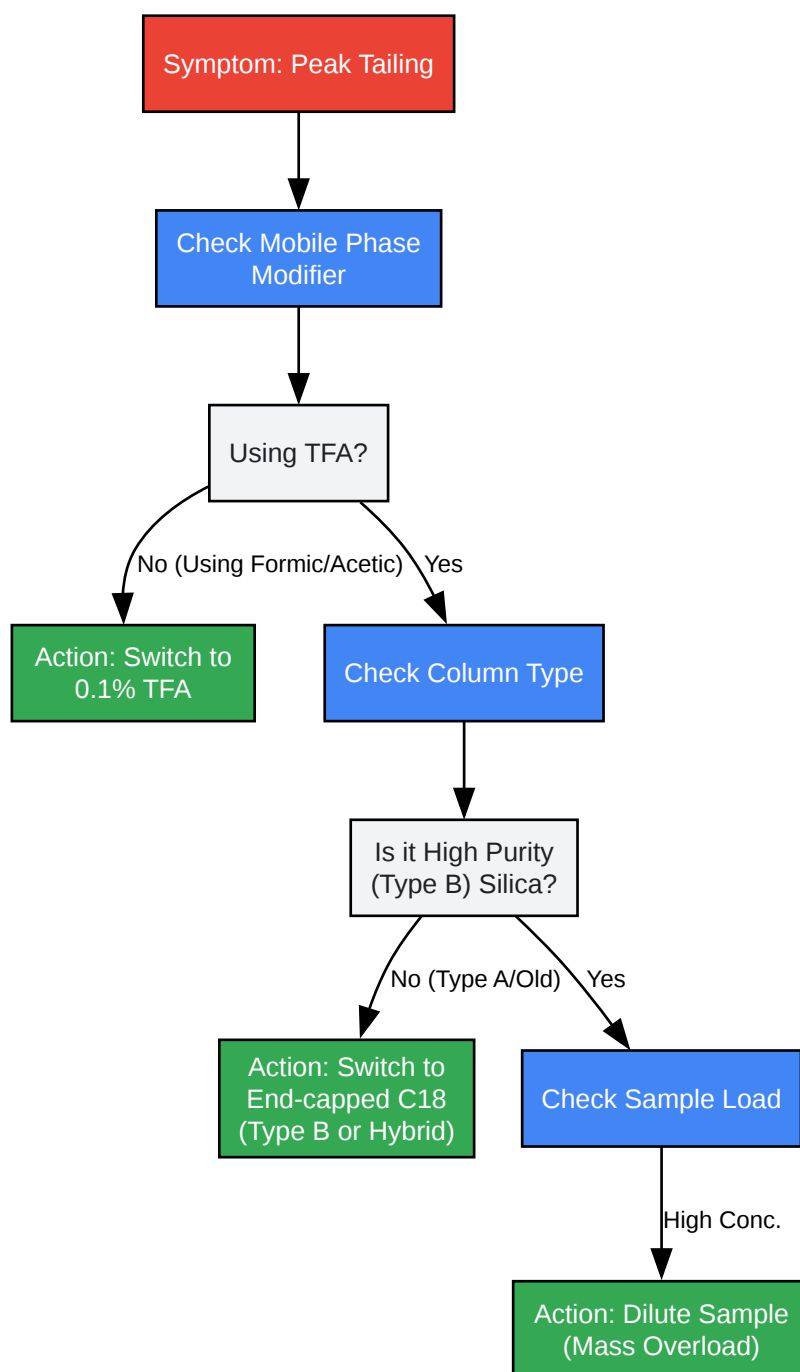 Symptom: Peak Tailing
Check Mobile Phase
Modifier
Using TFA?
No (Using Formic/Acetic)
Yes
Action: Switch to
0.1% TFA
Check Column Type
Is it High Purity
(Type B) Silica?
No (Type A/Old)
Yes
Action: Switch to
End-capped C18
(Type B or Hybrid)
Check Sample Load
High Conc.
Action: Dilute Sample
(Mass Overload)